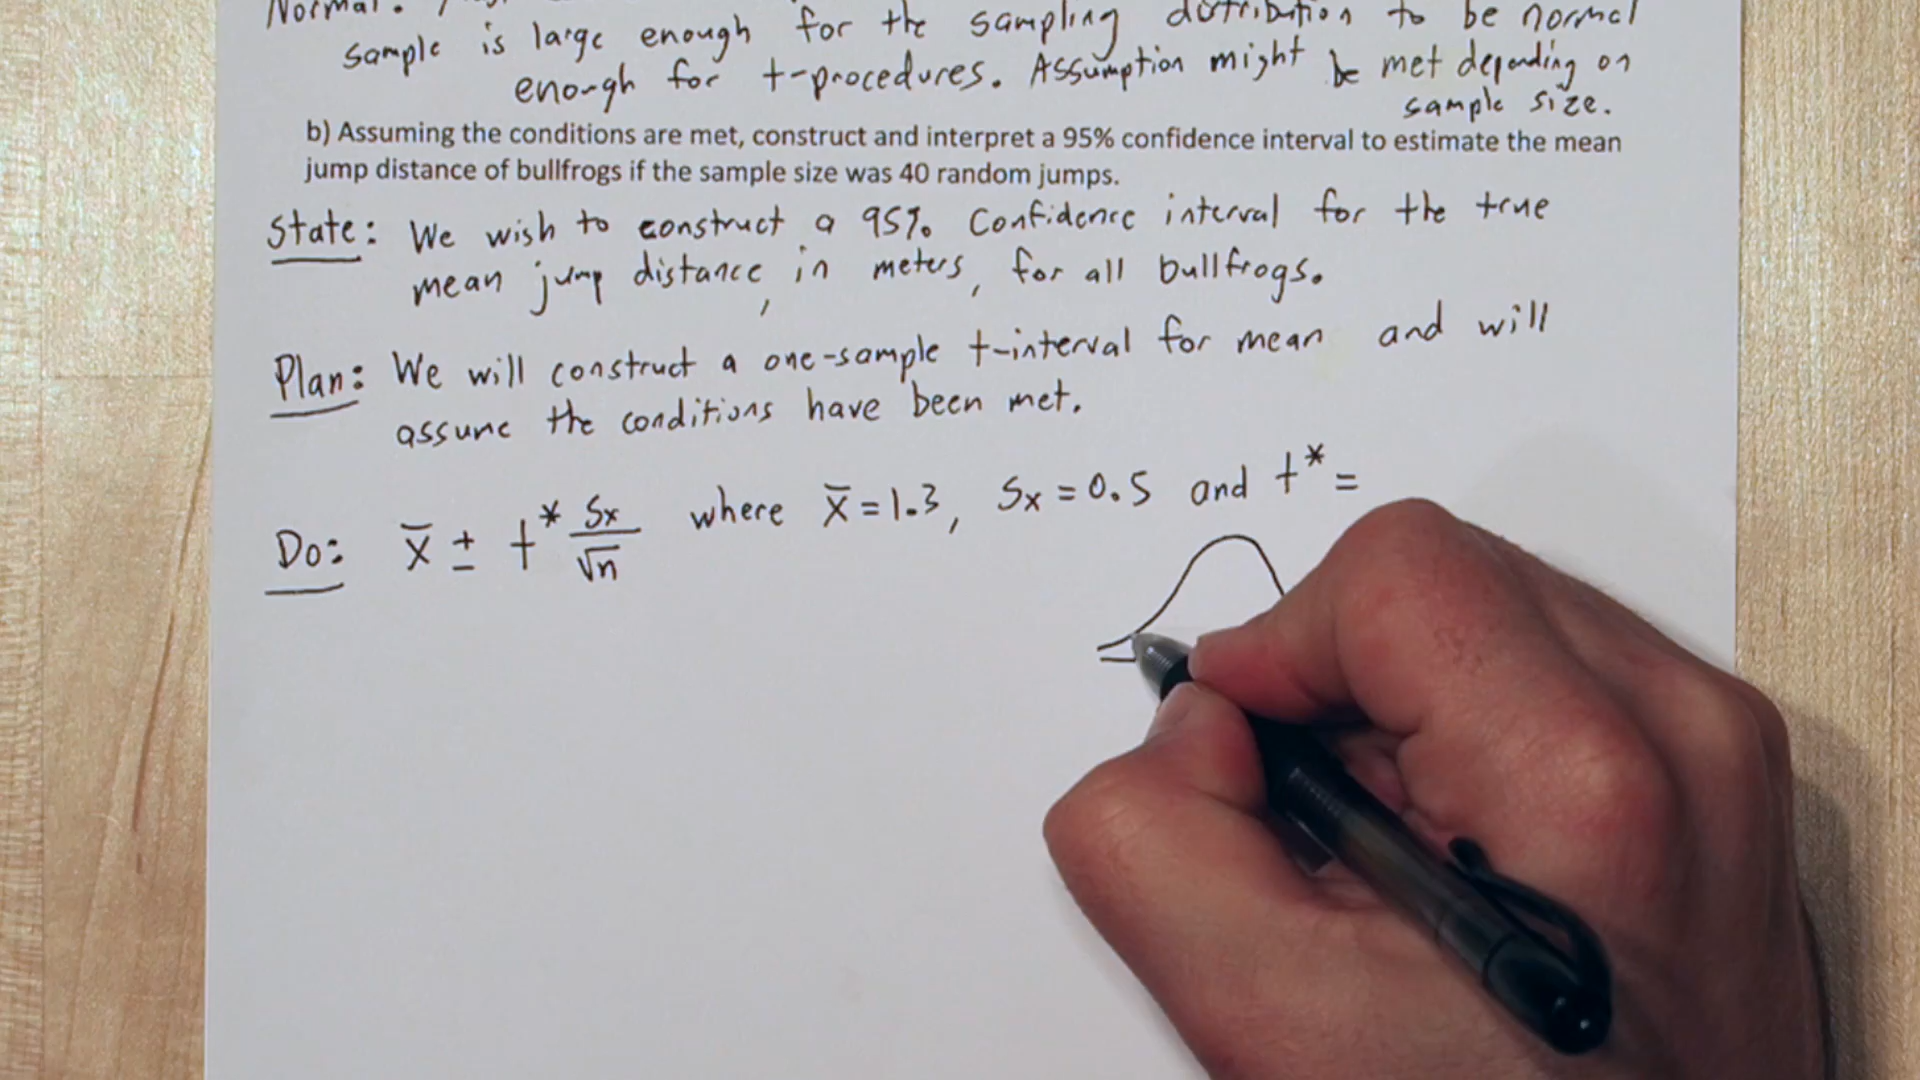 Normal:
sample is large enough for the sampling distribution to be normal
enough for t-procedures. Assumption might be met depending on
sample size.
b) Assuming the conditions are met, construct and interpret a 95% confidence interval to estimate the mean
jump distance of bullfrogs if the sample size was 40 random jumps.
State: We wish to construct a 95% Confidence interval for the true
mean jump distance, in meters, for all bullfrogs.
Plan: We will construct a one-sample t-interval for mean and will
assume the conditions have been met.
Do: x̄ ± t* Sx/√n where x̄ = 1.3, Sx = 0.5 and t* =